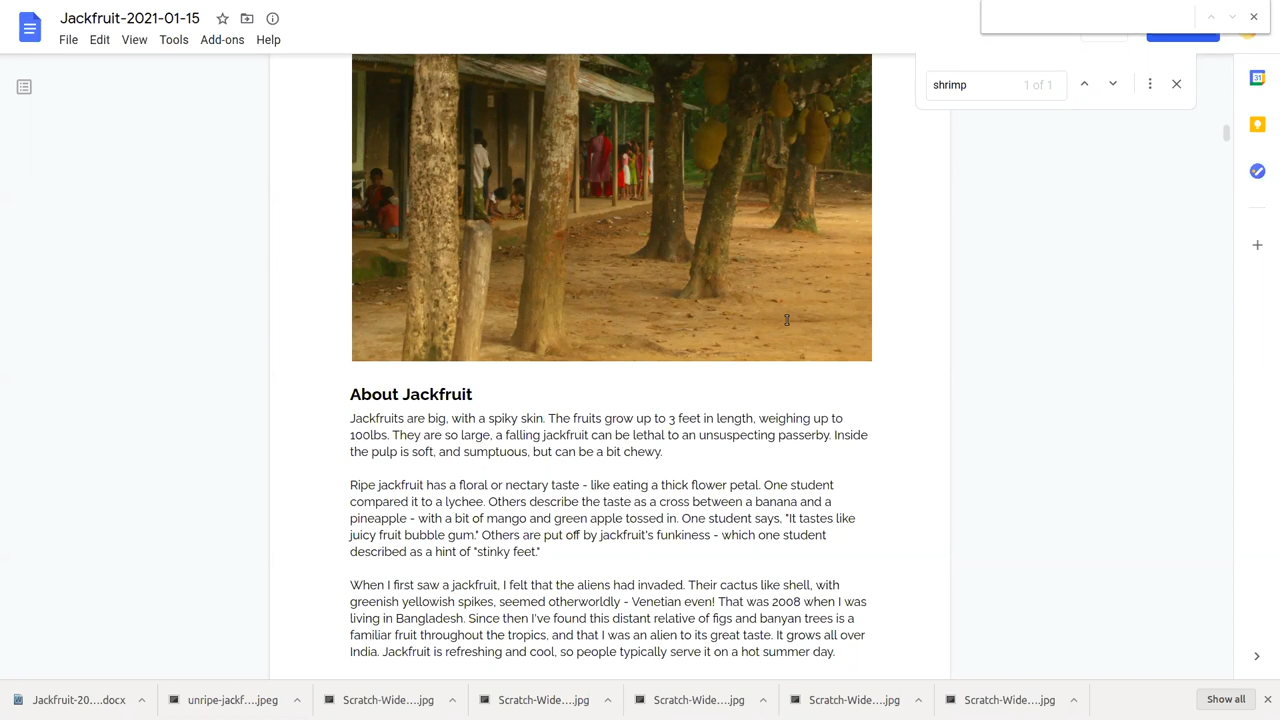 Jackfruit-2021-01-15
File Edit View Tools Add-ons Help
shrimp 1 of 1
31
About Jackfruit
Jackfruits are big, with a spiky skin. The fruits grow up to 3 feet in length, weighing up to
100lbs. They are so large, a falling jackfruit can be lethal to an unsuspecting passerby. Inside
the pulp is soft, and sumptuous, but can be a bit chewy.
Ripe jackfruit has a floral or nectary taste - like eating a thick flower petal. One student
compared it to a lychee. Others describe the taste as a cross between a banana and a
pineapple - with a bit of mango and green apple tossed in. One student says, "It tastes like
juicy fruit bubble gum." Others are put off by jackfruit's funkiness - which one student
described as a hint of "stinky feet."
When I first saw a jackfruit, I felt that the aliens had invaded. Their cactus like shell, with
greenish yellowish spikes, seemed otherworldly - Venetian even! That was 2008 when I was
living in Bangladesh. Since then I've found this distant relative of figs and banyan trees is a
familiar fruit throughout the tropics, and that I was an alien to its great taste. It grows all over
India. Jackfruit is refreshing and cool, so people typically serve it on a hot summer day.
Jackfruit-20....docx unripe-jackf....jpeg Scratch-Wide....jpg Scratch-Wide....jpg Scratch-Wide....jpg Scratch-Wide....jpg Scratch-Wide....jpg Show all